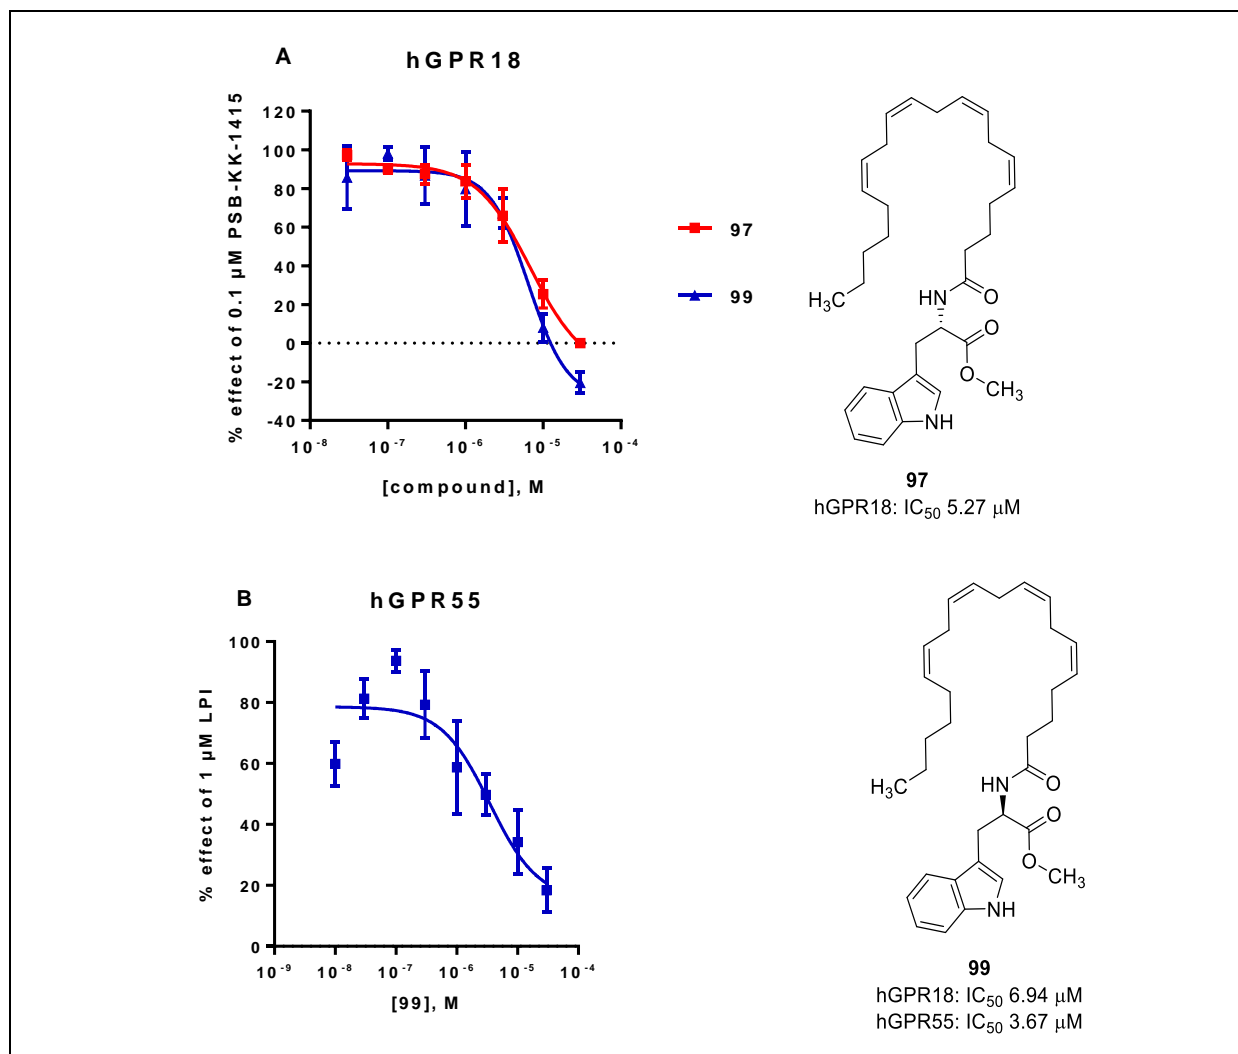 A
hGPR18
% effect of 0.1 µM PSB-KK-1415
120
100
80
60
40
20
0
-20
-40
10⁻⁸
10⁻⁷
10⁻⁶
10⁻⁵
10⁻⁴
[compound], M
97
99
H₃C
HN
O
O
O
CH₃
NH
97
hGPR18: IC₅₀ 5.27 µM
B
hGPR55
% effect of 1 µM LPI
100
80
60
40
20
0
10⁻⁹
10⁻⁸
10⁻⁷
10⁻⁶
10⁻⁵
10⁻⁴
[99], M
H₃C
HN
O
O
O
CH₃
NH
99
hGPR18: IC₅₀ 6.94 µM
hGPR55: IC₅₀ 3.67 µM